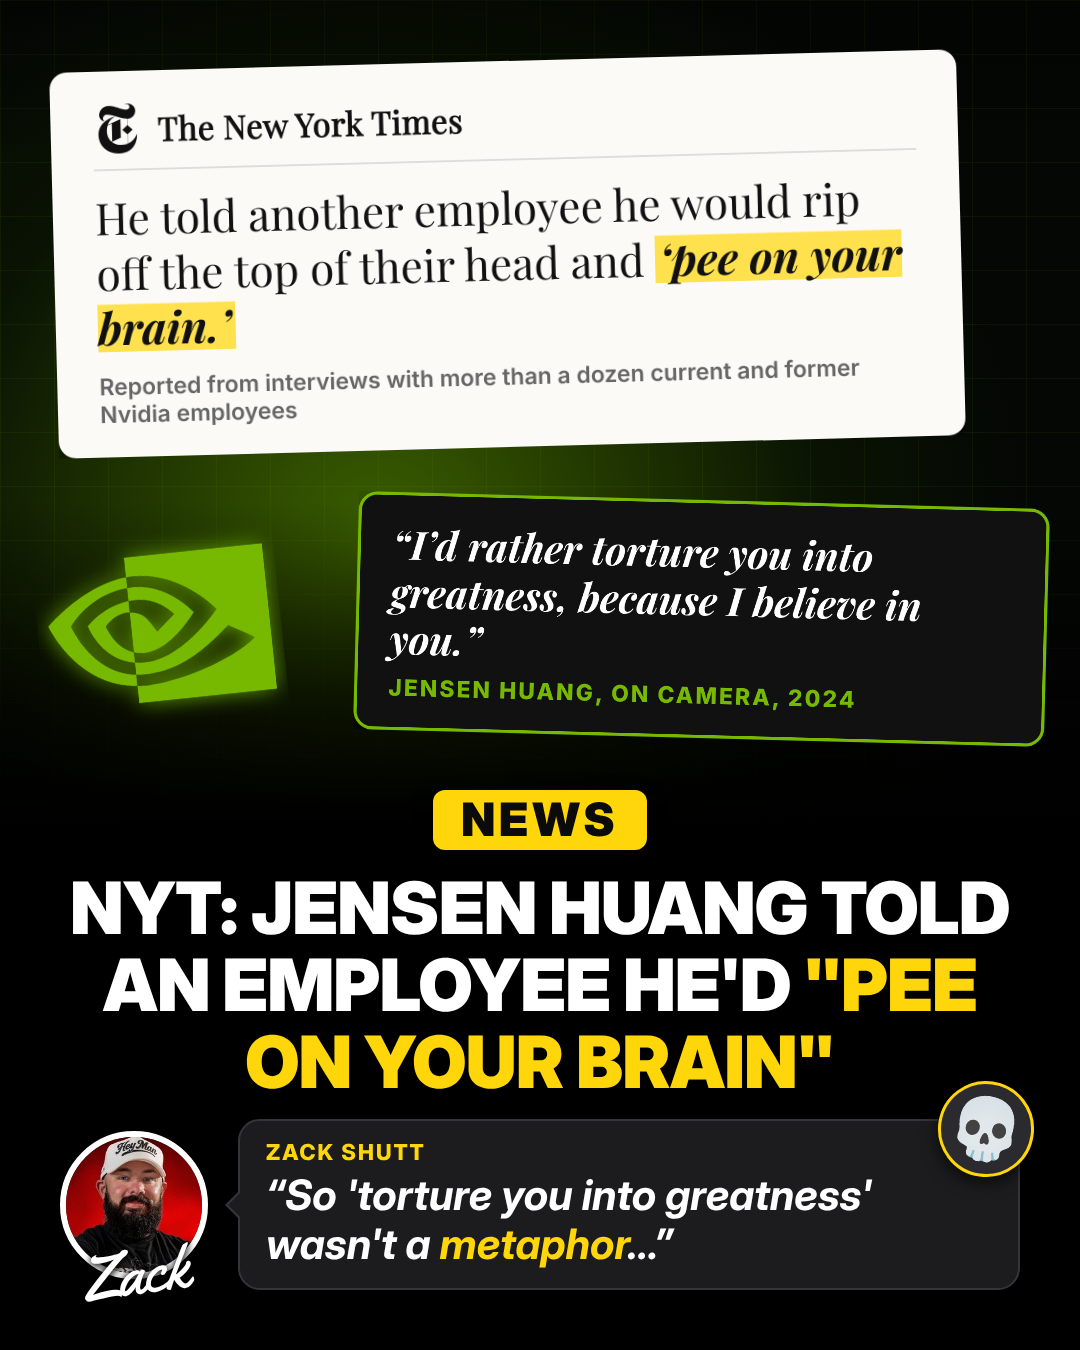 The New York Times
He told another employee he would rip
off the top of their head and ‘pee on your
brain.’
Reported from interviews with more than a dozen current and former
Nvidia employees
“I’d rather torture you into
greatness, because I believe in
you.”
JENSEN HUANG, ON CAMERA, 2024
NEWS
NYT: JENSEN HUANG TOLD
AN EMPLOYEE HE'D "PEE
ON YOUR BRAIN"
Hey Man
Zack
ZACK SHUTT
“So 'torture you into greatness'
wasn't a metaphor...”